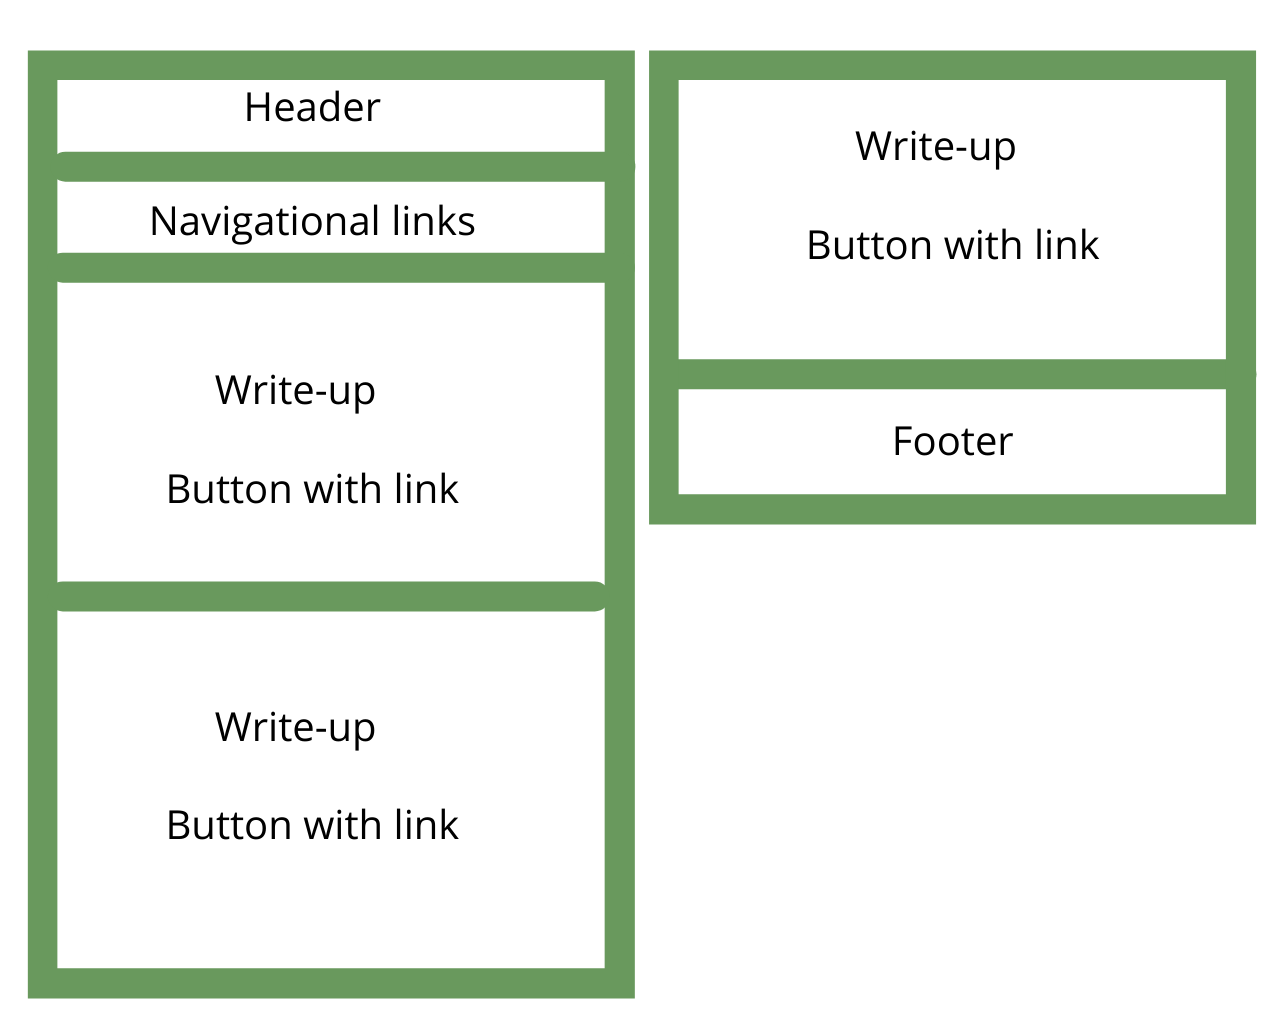 Header
Navigational links
Write-up
Button with link
Write-up
Button with link
Write-up
Button with link
Footer